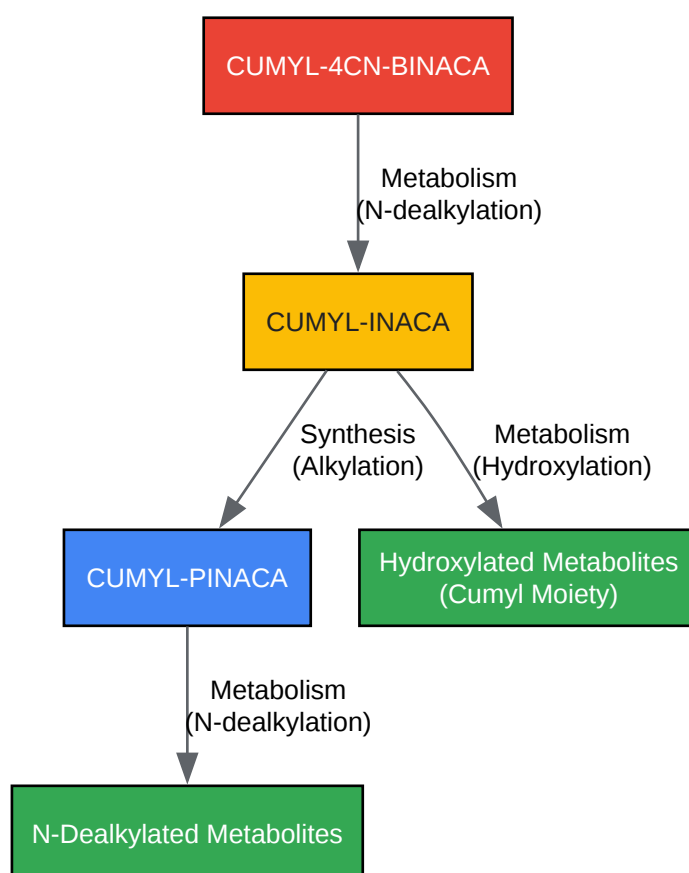 CUMYL-4CN-BINACA
Metabolism
(N-dealkylation)
CUMYL-INACA
Synthesis
(Alkylation)
Metabolism
(Hydroxylation)
CUMYL-PINACA
Hydroxylated Metabolites
(Cumyl Moiety)
Metabolism
(N-dealkylation)
N-Dealkylated Metabolites